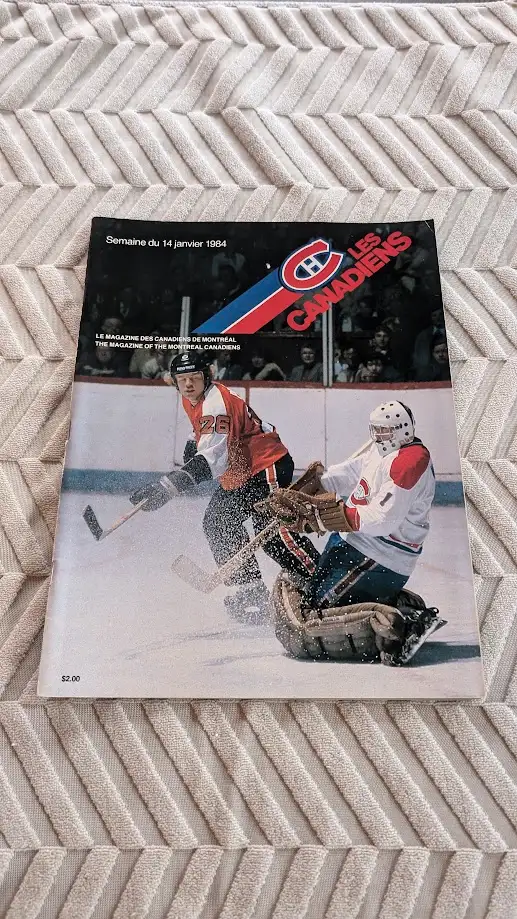 Semaine du 14 janvier 1984
LES
CANADIENS
CH
LE MAGAZINE DES CANADIENS DE MONTRÉAL
THE MAGAZINE OF THE MONTREAL CANADIENS
26
1
$2.00